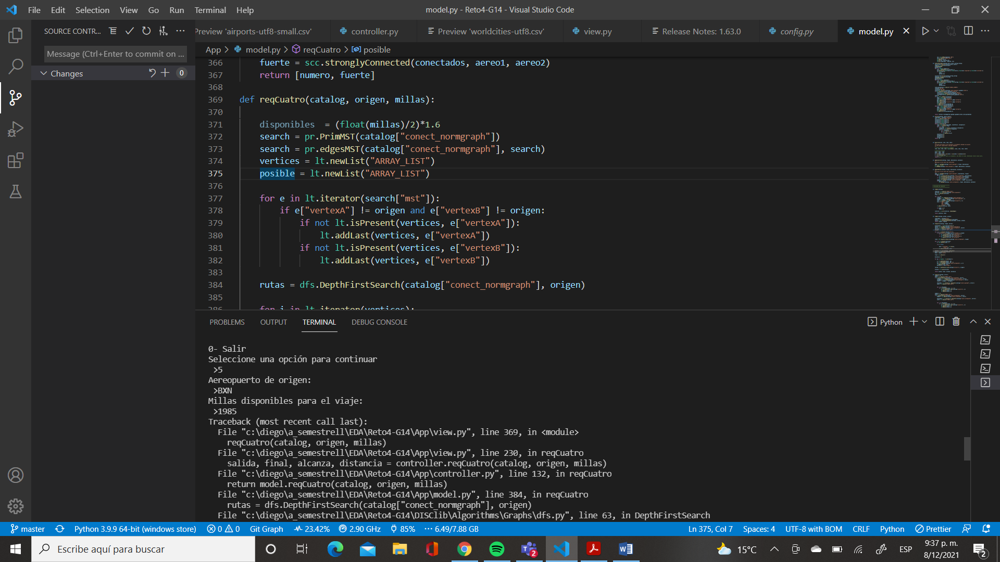 File Edit Selection View Go Run Terminal Help
model.py - Reto4-G14 - Visual Studio Code
SOURCE CONTR...
Preview 'airports-utf8-small.csv' controller.py Preview 'worldcities-utf8.csv' view.py Release Notes: 1.63.0 config.py model.py
Message (Ctrl+Enter to commit on ...
Changes 0
App > model.py > reqCuatro > posible
366 fuerte = scc.stronglyConnected(conectados, aereo1, aereo2)
367 return [numero, fuerte]
368
369 def reqCuatro(catalog, origen, millas):
370
371 disponibles  = (float(millas)/2)*1.6
372 search = pr.PrimMST(catalog["conect_normgraph"])
373 search = pr.edgesMST(catalog["conect_normgraph"], search)
374 vertices = lt.newList("ARRAY_LIST")
375 posible = lt.newList("ARRAY_LIST")
376
377 for e in lt.iterator(search["mst"]):
378 if e["vertexA"] != origen and e["vertexB"] != origen:
379 if not lt.isPresent(vertices, e["vertexA"]):
380 lt.addLast(vertices, e["vertexA"])
381 if not lt.isPresent(vertices, e["vertexB"]):
382 lt.addLast(vertices, e["vertexB"])
383
384 rutas = dfs.DepthFirstSearch(catalog["conect_normgraph"], origen)
385
386 for i in lt.iterator(vertices):
PROBLEMS OUTPUT TERMINAL DEBUG CONSOLE
Python
0- Salir
Seleccione una opción para continuar
>5
Aereopuerto de origen:
>BXN
Millas disponibles para el viaje:
>1985
Traceback (most recent call last):
File "c:\diego\a_semestrell\EDA\Reto4-G14\App\view.py", line 369, in <module>
reqCuatro(catalog, origen, millas)
File "c:\diego\a_semestrell\EDA\Reto4-G14\App\view.py", line 230, in reqCuatro
salida, final, alcanza, distancia = controller.reqCuatro(catalog, origen, millas)
File "c:\diego\a_semestrell\EDA\Reto4-G14\App\controller.py", line 132, in reqCuatro
return model.reqCuatro(catalog, origen, millas)
File "c:\diego\a_semestrell\EDA\Reto4-G14\App\model.py", line 384, in reqCuatro
rutas = dfs.DepthFirstSearch(catalog["conect_normgraph"], origen)
File "c:\diego\a_semestrell\EDA\Reto4-G14\DISClib\Algorithms\Graphs\dfs.py", line 63, in DepthFirstSearch
master Python 3.9.9 64-bit (windows store) 0 0 Git Graph 23.42% 2.90 GHz 85% 6.49/7.88 GB Ln 375, Col 7 Spaces: 4 UTF-8 with BOM CRLF Python Prettier
Escribe aquí para buscar
2
15°C
ESP
9:37 p. m.
8/12/2021
2